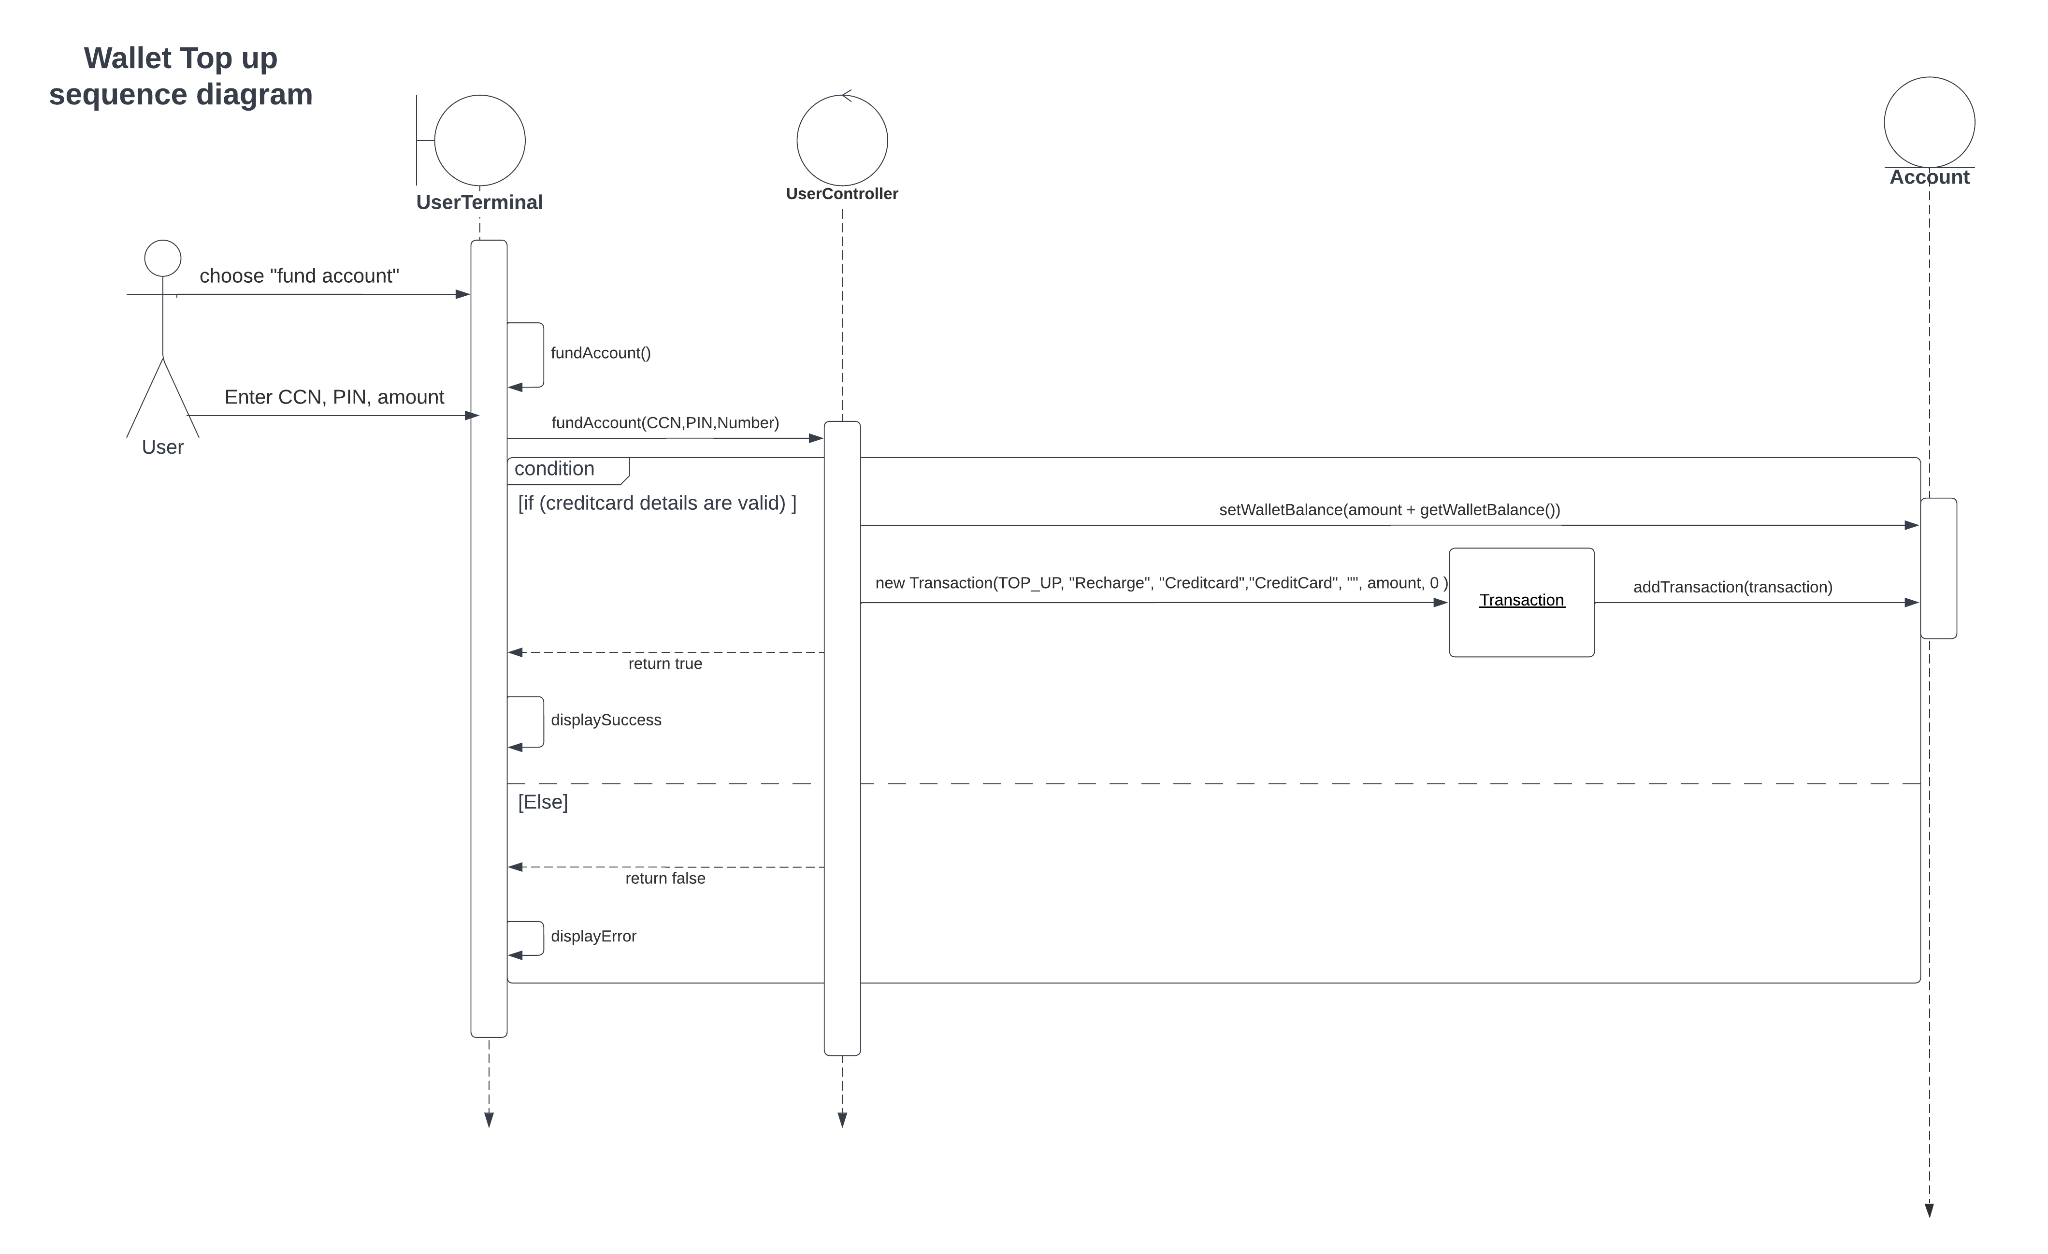 Wallet Top up
sequence diagram
UserTerminal
UserController
Account
choose "fund account"
fundAccount()
Enter CCN, PIN, amount
User
fundAccount(CCN,PIN,Number)
condition
[if (creditcard details are valid) ]
setWalletBalance(amount + getWalletBalance())
new Transaction(TOP_UP, "Recharge", "Creditcard","CreditCard", "", amount, 0 )
Transaction
addTransaction(transaction)
return true
displaySuccess
[Else]
return false
displayError